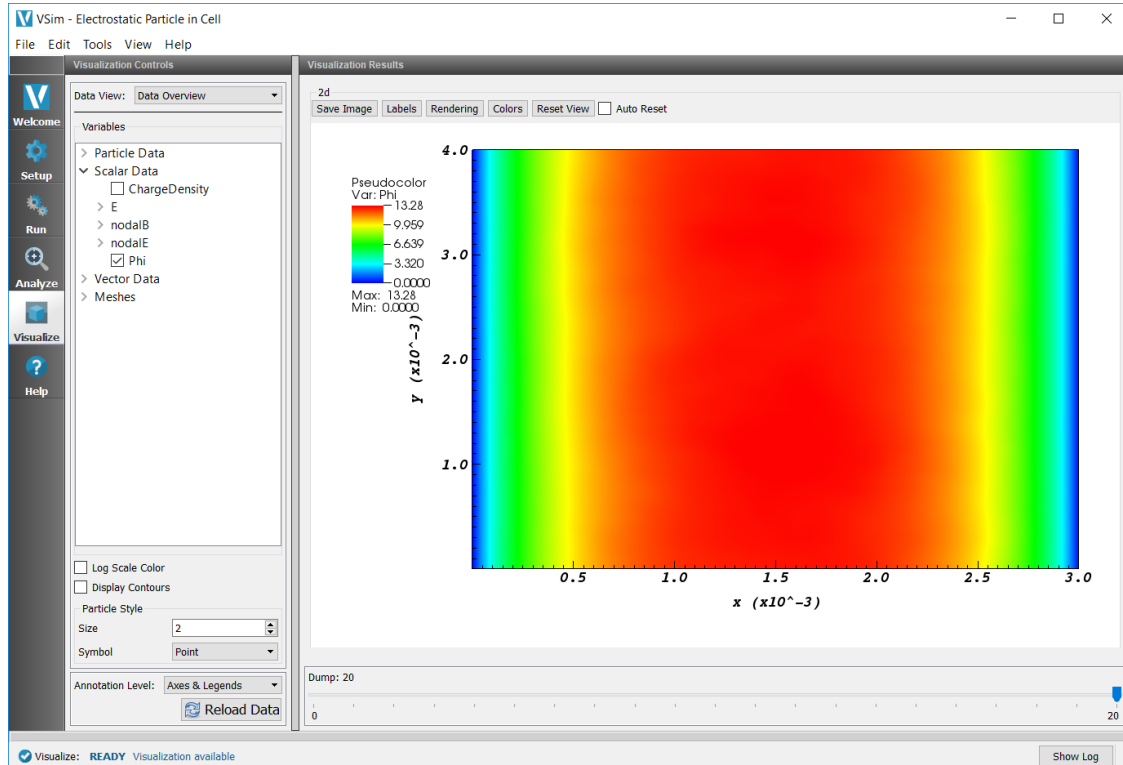 VSim - Electrostatic Particle in Cell
File Edit Tools View Help
Visualization Controls
Visualization Results
Welcome
Setup
Run
Analyze
Visualize
Help
Data View: Data Overview
Variables
Particle Data
Scalar Data
ChargeDensity
E
nodalB
nodalE
Phi
Vector Data
Meshes
Log Scale Color
Display Contours
Particle Style
Size 2
Symbol Point
Annotation Level: Axes & Legends
Reload Data
2d
Save Image Labels Rendering Colors Reset View Auto Reset
Pseudocolor
Var: Phi
13.28
9.959
6.639
3.320
0.0000
Max: 13.28
Min: 0.0000
Y (x10^-3)
4.0
3.0
2.0
1.0
0.5 1.0 1.5 2.0 2.5 3.0
x (x10^-3)
Dump: 20
0 20
Visualize: READY Visualization available
Show Log